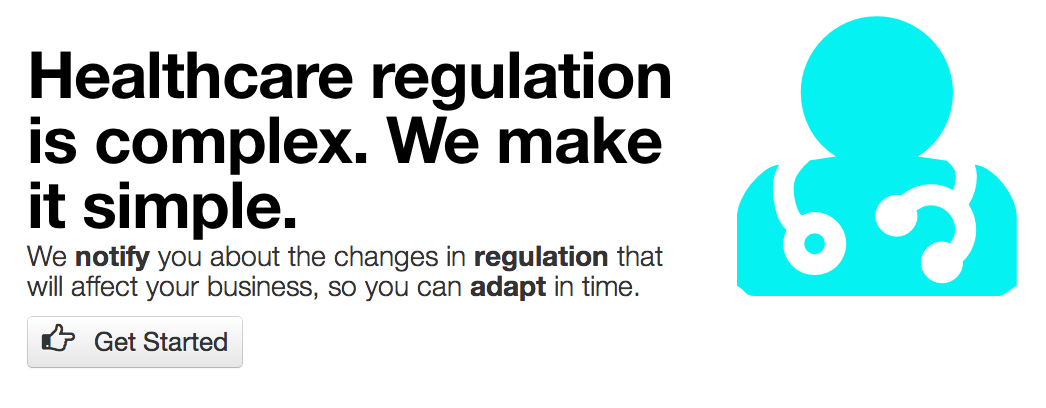 Healthcare regulation
is complex. We make
it simple.
We notify you about the changes in regulation that
will affect your business, so you can adapt in time.
Get Started